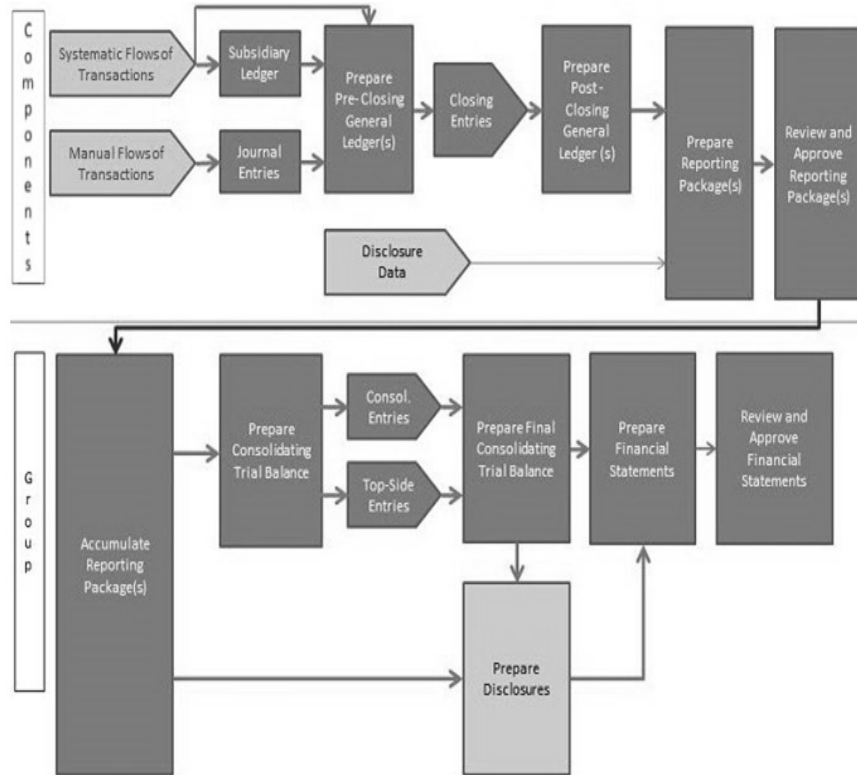 Components
Systematic Flows of
Transactions
Subsidiary
Ledger
Prepare
Pre- Closing
General
Ledger(s)
Closing
Entries
Prepare
Post-
Closing
General
Ledger (s)
Manual Flows of
Transactions
Journal
Entries
Prepare
Reporting
Package(s)
Review and
Approve
Reporting
Package(s)
Disclosure
Data
Group
Accumulate
Reporting
Package(s)
Prepare
Consolidating
Trial Balance
Consol.
Entries
Top-Side
Entries
Prepare Final
Consolidating
Trial Balance
Prepare
Financial
Statements
Review and
Approve
Financial
Statements
Prepare
Disclosures